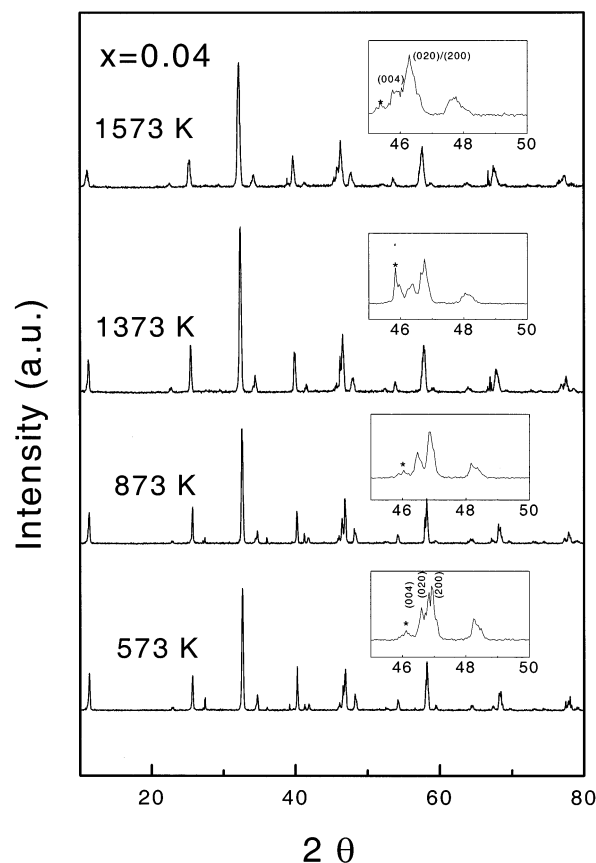 x=0.04
(020)/(200)
(004)
*
46 48 50
1573 K
*
46 48 50
1373 K
*
46 48 50
873 K
(004)
(020)
(200)
*
46 48 50
573 K
Intensity (a.u.)
20 40 60 80
2 θ